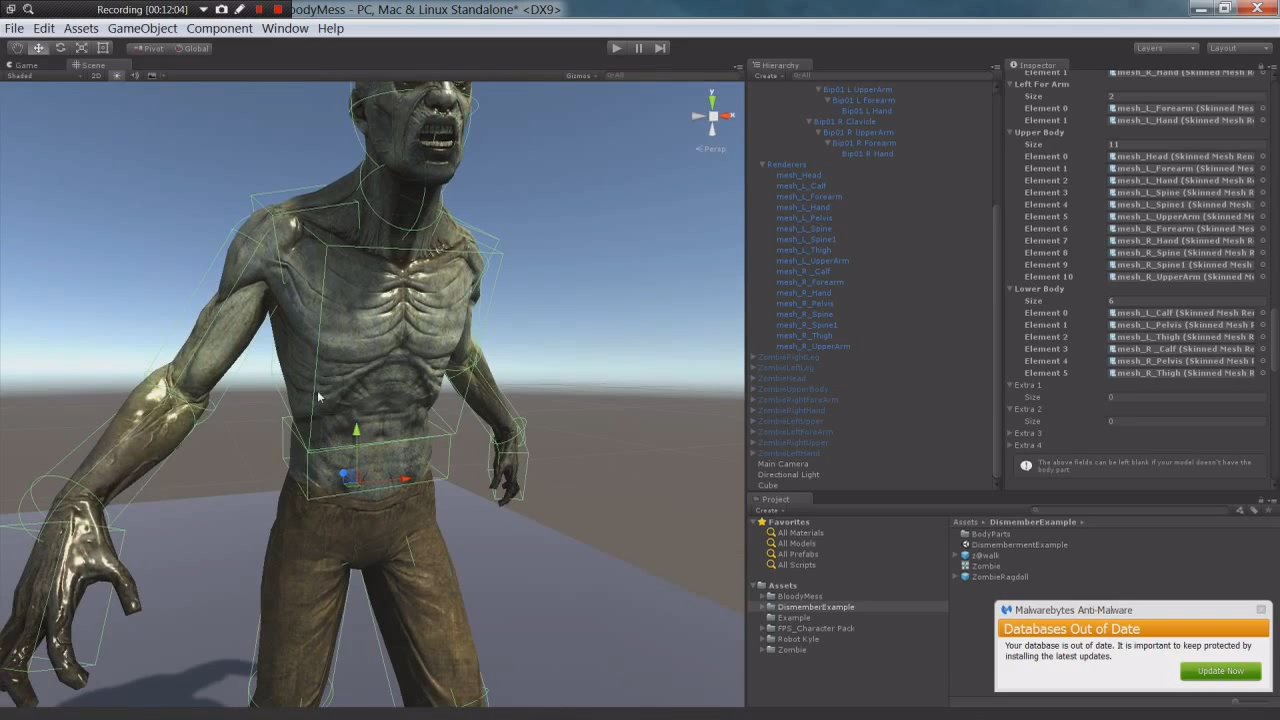 Recording [00:12:04]
oodyMess - PC, Mac & Linux Standalone* <DX9>
File Edit Assets GameObject Component Window Help
Pivot Global Layers Layout
Game Scene
Shaded 2D Gizmos All
y
x
Persp
Hierarchy
Create All
Bip01 L UpperArm
Bip01 L Forearm
Bip01 L Hand
Bip01 R Clavicle
Bip01 R UpperArm
Bip01 R Forearm
Bip01 R Hand
Renderers
mesh_Head
mesh_L_Calf
mesh_L_Forearm
mesh_L_Hand
mesh_L_Pelvis
mesh_L_Spine
mesh_L_Spine1
mesh_L_Thigh
mesh_L_UpperArm
mesh_R _Calf
mesh_R_Forearm
mesh_R_Hand
mesh_R_Pelvis
mesh_R_Spine
mesh_R_Spine1
mesh_R_Thigh
mesh_R_UpperArm
ZombieRightLeg
ZombieLeftLeg
ZombieHead
ZombieUpperBody
ZombieRightForeArm
ZombieRightHand
ZombieLeftUpper
ZombieLeftForeArm
ZombieRightUpper
ZombieLeftHand
Main Camera
Directional Light
Cube
Inspector
Element 1 mesh_R_Hand (Skinned Mesh Re
Left For Arm
Size 2
Element 0 mesh_L_Forearm (Skinned Mes
Element 1 mesh_L_Hand (Skinned Mesh Re
Upper Body
Size 11
Element 0 mesh_Head (Skinned Mesh Ren
Element 1 mesh_L_Forearm (Skinned Mes
Element 2 mesh_L_Hand (Skinned Mesh Re
Element 3 mesh_L_Spine (Skinned Mesh R
Element 4 mesh_L_Spine1 (Skinned Mesh
Element 5 mesh_L_UpperArm (Skinned Me
Element 6 mesh_R_Forearm (Skinned Mes
Element 7 mesh_R_Hand (Skinned Mesh R
Element 8 mesh_R_Spine (Skinned Mesh R
Element 9 mesh_R_Spine1 (Skinned Mesh
Element 10 mesh_R_UpperArm (Skinned Me
Lower Body
Size 6
Element 0 mesh_L_Calf (Skinned Mesh Ren
Element 1 mesh_L_Pelvis (Skinned Mesh R
Element 2 mesh_L_Thigh (Skinned Mesh R
Element 3 mesh_R _Calf (Skinned Mesh Re
Element 4 mesh_R_Pelvis (Skinned Mesh R
Element 5 mesh_R_Thigh (Skinned Mesh R
Extra 1
Size 0
Extra 2
Size 0
Extra 3
Extra 4
The above fields can be left blank if your model doesn't have the
body part
Project
Create
Favorites
All Materials
All Models
All Prefabs
All Scripts
Assets
BloodyMess
DismemberExample
Example
FPS_Character Pack
Robot Kyle
Zombie
Assets DismemberExample
BodyParts
DismembermentExample
z@walk
Zombie
ZombieRagdoll
Malwarebytes Anti-Malware
Databases Out of Date
Your database is out of date. It is important to keep protected by
installing the latest updates.
Update Now